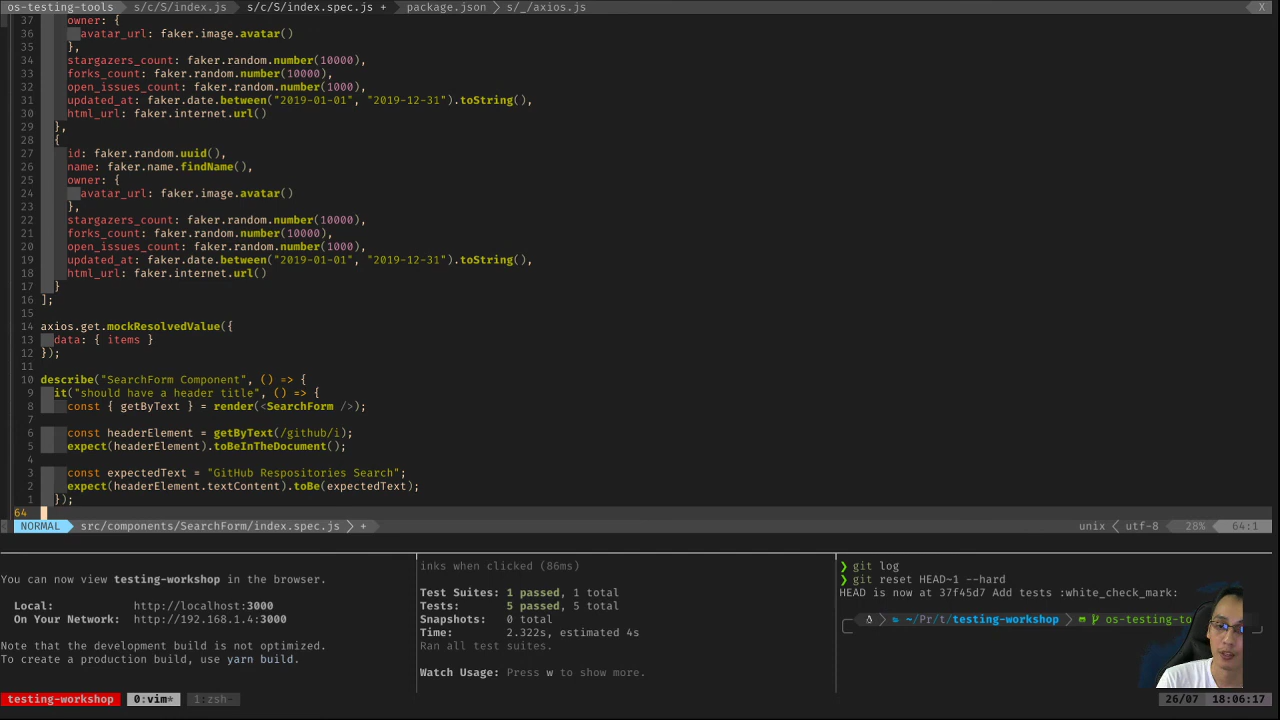 os-testing-tools s/c/S/index.js s/c/S/index.spec.js + package.json s/_/axios.js X
37 owner: {
36 avatar_url: faker.image.avatar()
35 },
34 stargazers_count: faker.random.number(10000),
33 forks_count: faker.random.number(10000),
32 open_issues_count: faker.random.number(1000),
31 updated_at: faker.date.between("2019-01-01", "2019-12-31").toString(),
30 html_url: faker.internet.url()
29 },
28 {
27 id: faker.random.uuid(),
26 name: faker.name.findName(),
25 owner: {
24 avatar_url: faker.image.avatar()
23 },
22 stargazers_count: faker.random.number(10000),
21 forks_count: faker.random.number(10000),
20 open_issues_count: faker.random.number(1000),
19 updated_at: faker.date.between("2019-01-01", "2019-12-31").toString(),
18 html_url: faker.internet.url()
17 }
16 ];
15
14 axios.get.mockResolvedValue({
13 data: { items }
12 });
11
10 describe("SearchForm Component", () => {
9 it("should have a header title", () => {
8 const { getByText } = render(<SearchForm />);
7
6 const headerElement = getByText(/github/i);
5 expect(headerElement).toBeInTheDocument();
4
3 const expectedText = "GitHub Respositories Search";
2 expect(headerElement.textContent).toBe(expectedText);
1 });
64
NORMAL src/components/SearchForm/index.spec.js + unix utf-8 28% 64:1
You can now view testing-workshop in the browser.
Local: http://localhost:3000
On Your Network: http://192.168.1.4:3000
Note that the development build is not optimized.
To create a production build, use yarn build.
inks when clicked (86ms)
Test Suites: 1 passed, 1 total
Tests: 5 passed, 5 total
Snapshots: 0 total
Time: 2.322s, estimated 4s
Ran all test suites.
Watch Usage: Press w to show more.
❯ git log
❯ git reset HEAD~1 --hard
HEAD is now at 37f45d7 Add tests :white_check_mark:
~/Pr/t/testing-workshop os-testing-to
testing-workshop 0:vim* 1:zsh- 26/07 18:06:17